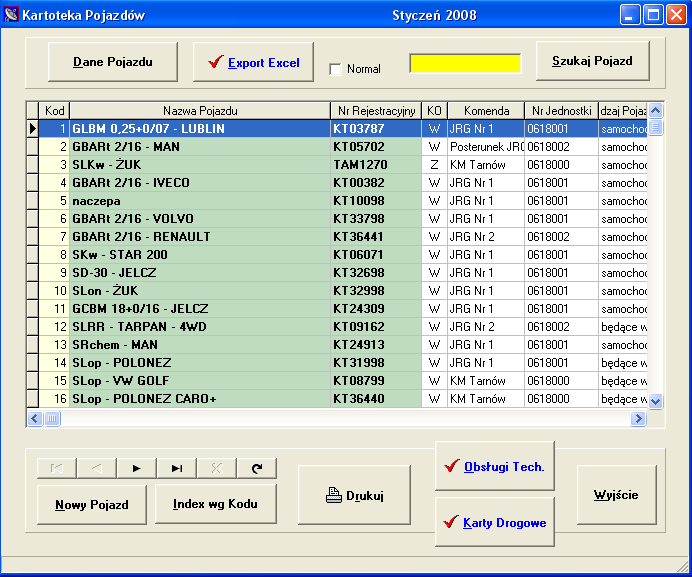 Kartoteka Pojazdów Styczeń 2008
Dane Pojazdu Export Excel Normal Szukaj Pojazd
Kod Nazwa Pojazdu Nr Rejestracyjny KO Komenda Nr Jednostki dzaj Pojaz
1 GLBM 0,25+0/07 - LUBLIN KT03787 W JRG Nr 1 0618001 samochod
2 GBARt 2/16 - MAN KT05702 W Posterunek JRG 0618002 samochod
3 SLKw - ŻUK TAM1270 Z KM Tarnów 0618000 samochod
4 GBARt 2/16 - IVECO KT00382 W JRG Nr 1 0618001 samochod
5 naczepa KT10098 W JRG Nr 1 0618001 samochod
6 GBARt 2/16 - VOLVO KT33798 W JRG Nr 1 0618001 samochod
7 GBARt 2/16 - RENAULT KT36441 W JRG Nr 2 0618002 samochod
8 SKw - STAR 200 KT06071 W JRG Nr 1 0618001 samochod
9 SD-30 - JELCZ KT32698 W JRG Nr 1 0618001 samochod
10 SLon - ŻUK KT32998 W JRG Nr 1 0618001 samochod
11 GCBM 18+0/16 - JELCZ KT24309 W JRG Nr 1 0618001 samochod
12 SLRR - TARPAN - 4WD KT09162 W JRG Nr 2 0618002 będące w
13 SRchem - MAN KT24913 W JRG Nr 1 0618001 samochod
14 SLop - POLONEZ KT31998 W JRG Nr 1 0618001 będące w
15 SLop - VW GOLF KT08799 W KM Tarnów 0618000 będące w
16 SLop - POLONEZ CARO+ KT36440 W KM Tarnów 0618000 będące w
Nowy Pojazd Index wg Kodu Drukuj Obsługi Tech. Wyjście
Karty Drogowe